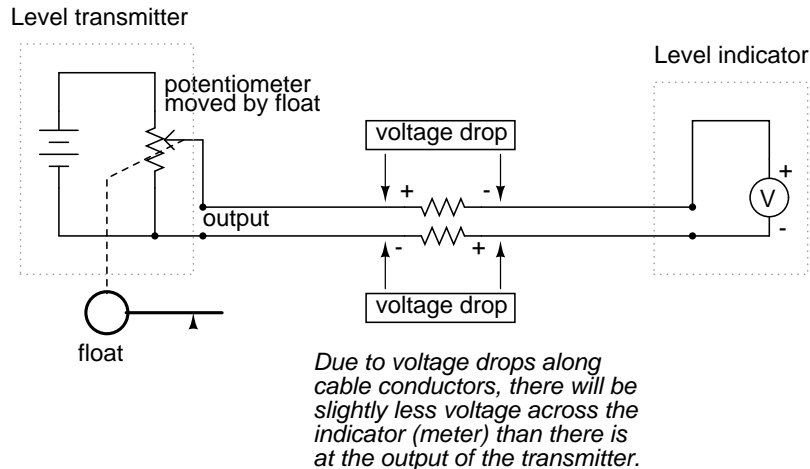 Level transmitter
Level indicator
potentiometer
moved by float
voltage drop
+ -
+
V
-
output
- +
voltage drop
float
Due to voltage drops along
cable conductors, there will be
slightly less voltage across the
indicator (meter) than there is
at the output of the transmitter.